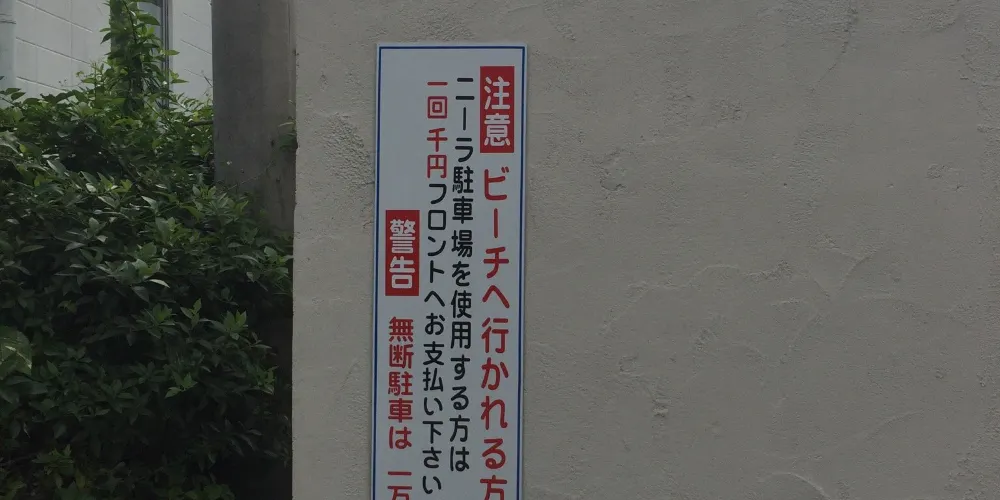 注意 ビーチへ行かれる方
ニーラ駐車場を使用する方は
一回千円フロントへお支払い下さい
警告 無断駐車は 一万